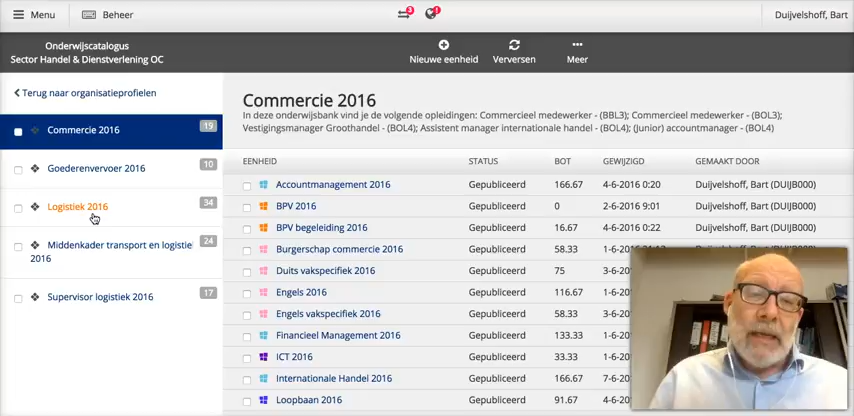 Menu Beheer 3 1 Duijvelshoff, Bart
Onderwijscatalogus
Sector Handel & Dienstverlening OC
Nieuwe eenheid Verversen Meer
Terug naar organisatieprofielen
Commercie 2016 19
Goederenvervoer 2016 10
Logistiek 2016 34
Middenkader transport en logistiek 24
2016
Supervisor logistiek 2016 17
Commercie 2016
In deze onderwijsbank vind je de volgende opleidingen: Commercieel medewerker - (BBL3); Commercieel medewerker - (BOL3);
Vestigingsmanager Groothandel - (BOL4); Assistent manager internationale handel - (BOL4); (Junior) accountmanager - (BOL4)
EENHEID STATUS BOT GEWIJZIGD GEMAAKT DOOR
Accountmanagement 2016 Gepubliceerd 166.67 4-6-2016 0:20 Duijvelshoff, Bart (DUIJB000)
BPV 2016 Gepubliceerd 0 2-6-2016 9:01 Duijvelshoff, Bart (DUIJB000)
BPV begeleiding 2016 Gepubliceerd 16.67 4-6-2016 0:22 Duijvelshoff, Bart (DUIJB000)
Burgerschap commercie 2016 Gepubliceerd 58.33
Duits vakspecifiek 2016 Gepubliceerd 75
Engels 2016 Gepubliceerd 116.67
Engels vakspecifiek 2016 Gepubliceerd 58.33
Financieel Management 2016 Gepubliceerd 133.33
ICT 2016 Gepubliceerd 33.33
Internationale Handel 2016 Gepubliceerd 166.67
Loopbaan 2016 Gepubliceerd 91.67